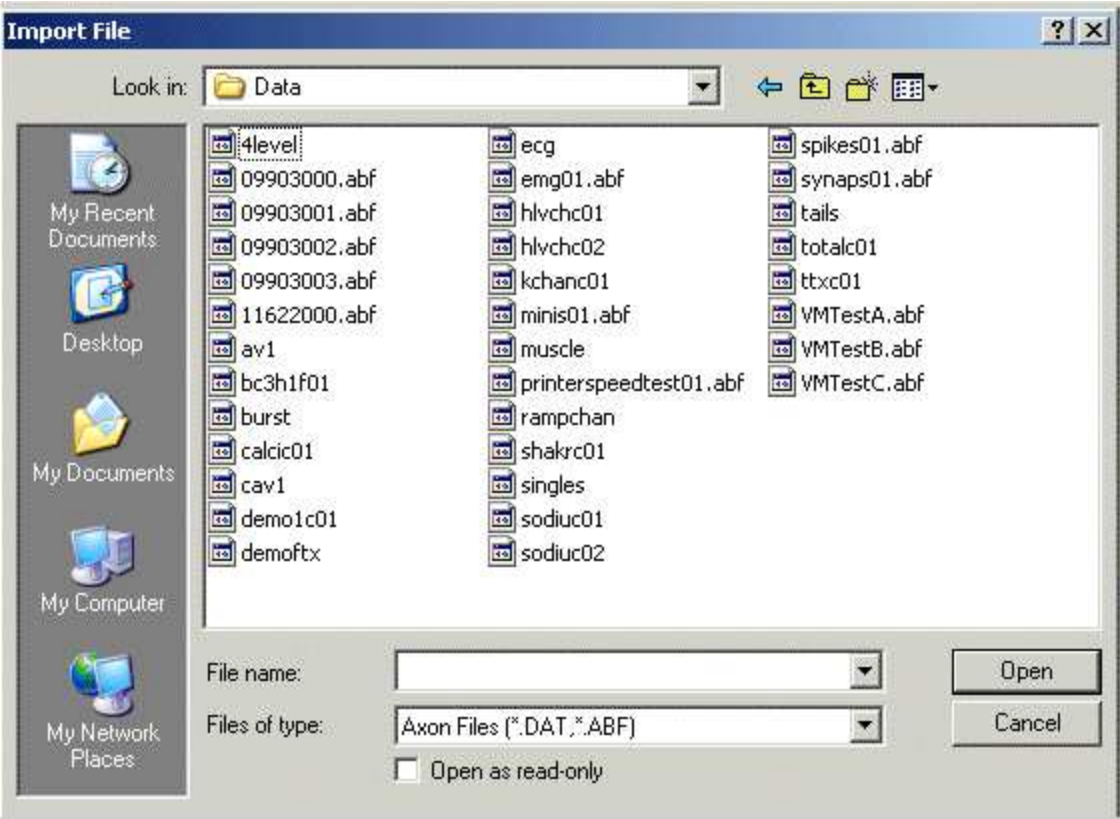 Import File
Look in:
Data
My Recent
Documents
Desktop
My Documents
My Computer
My Network
Places
4level
09903000.abf
09903001.abf
09903002.abf
09903003.abf
11622000.abf
av1
bc3h1f01
burst
calcic01
cav1
demo1c01
demoftx
ecg
emg01.abf
hlvchc01
hlvchc02
kchanc01
minis01.abf
muscle
printerspeedtest01.abf
rampchan
shakrc01
singles
sodiuc01
sodiuc02
spikes01.abf
synaps01.abf
tails
totalc01
ttxc01
VMTestA.abf
VMTestB.abf
VMTestC.abf
File name:
Open
Files of type:
Axon Files (*.DAT,*.ABF)
Cancel
Open as read-only